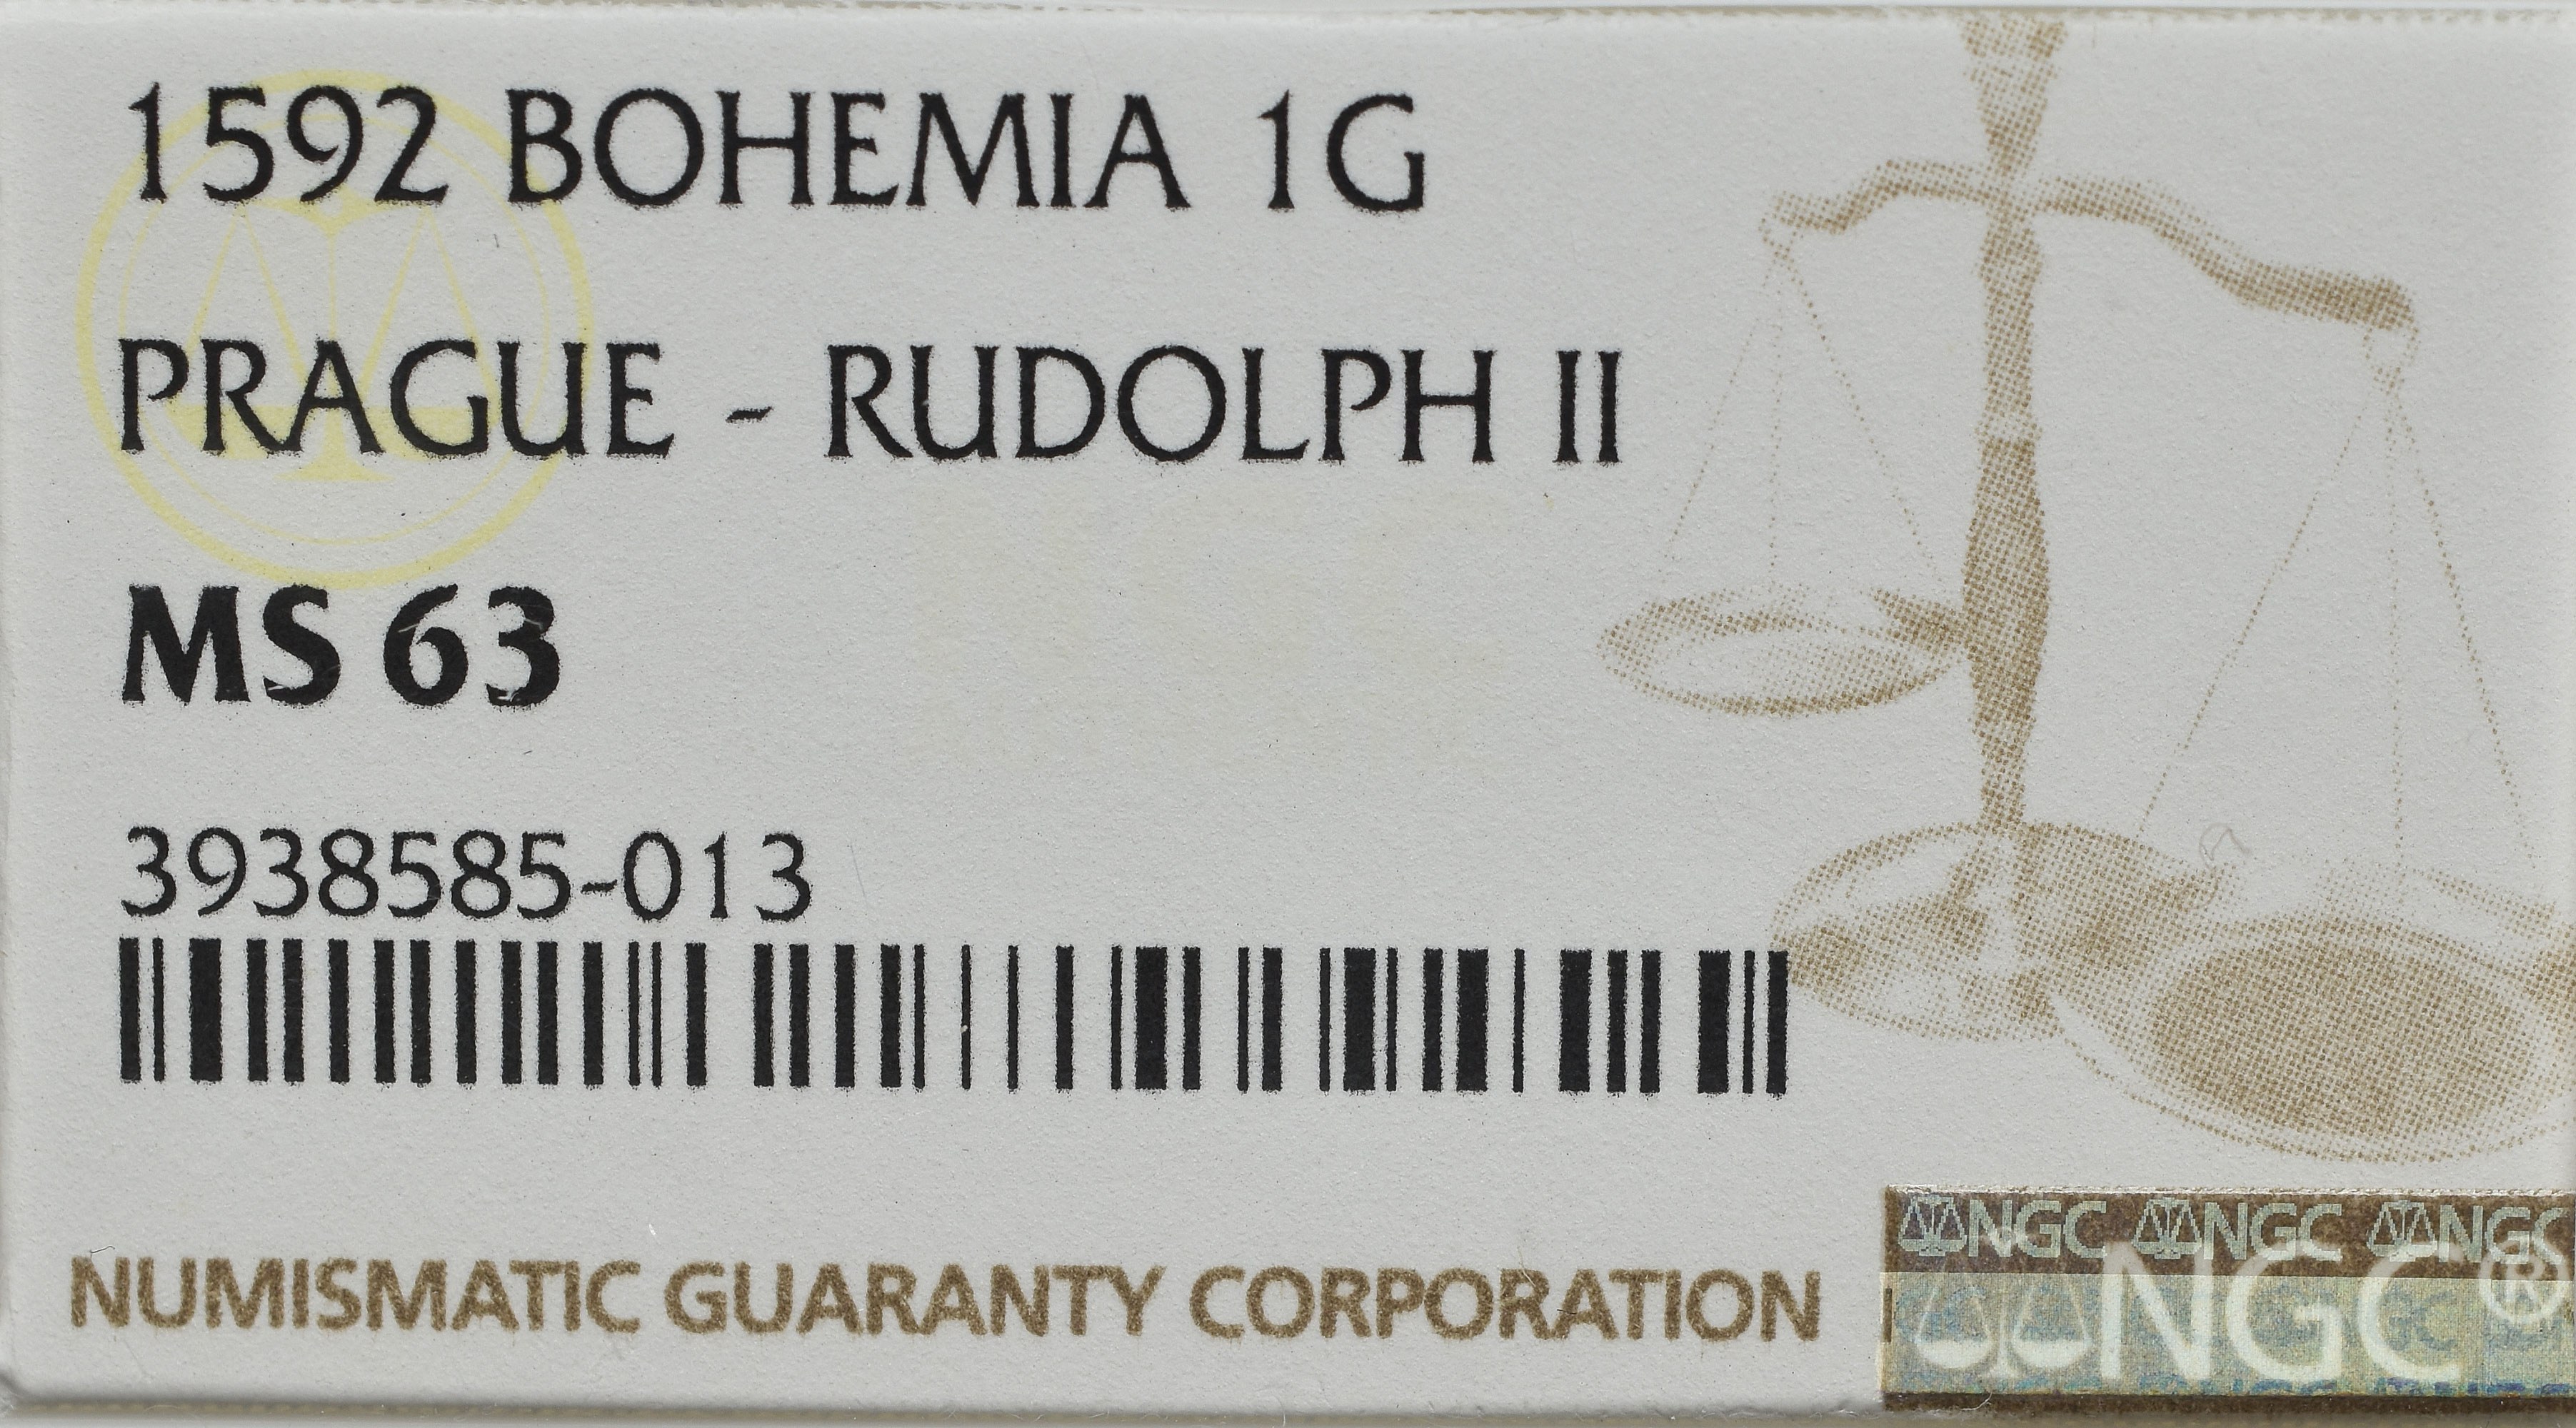 1592 BOHEMIA 1G
PRAGUE - RUDOLPH II
MS 63
3938585-013
NUMISMATIC GUARANTY CORPORATION
NGC NGC NGC
NGC®